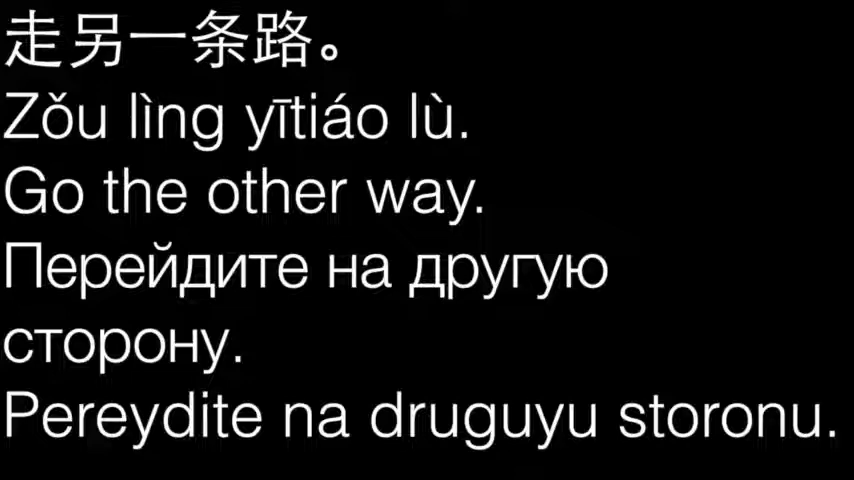 走另一条路。
Zǒu lìng yītiáo lù.
Go the other way.
Перейдите на другую
сторону.
Pereydite na druguyu storonu.